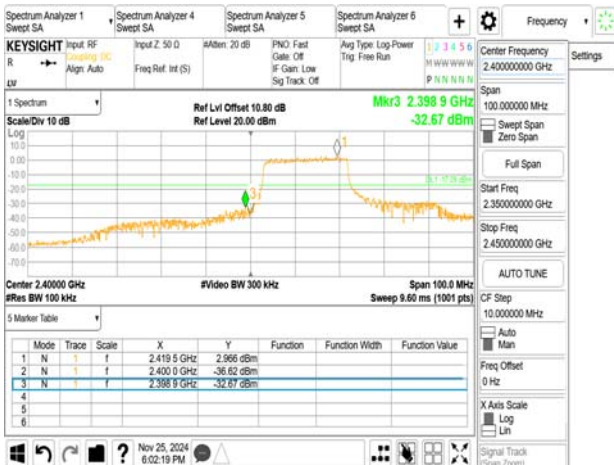 Spectrum Analyzer 1
Swept SA
Spectrum Analyzer 4
Swept SA
Spectrum Analyzer 5
Swept SA
Spectrum Analyzer 6
Swept SA
+
Frequency
Settings
KEYSIGHT
R
Input: RF
Coupling: DC
Align: Auto
Input Z: 50 Ω
Freq Ref: Int (S)
#Atten: 20 dB
PNO: Fast
Gate: Off
IF Gain: Low
Sig Track: Off
Avg Type: Log-Power
Trig: Free Run
1 2 3 4 5 6
M W W W W W
P N N N N N
1 Spectrum
Scale/Div 10 dB
Ref Lvl Offset 10.80 dB
Ref Level 20.00 dBm
Mkr3 2.398 9 GHz
-32.67 dBm
Log
10.0
0.00
-10.0
-20.0
-30.0
-40.0
-50.0
-60.0
-70.0
1
3
Center 2.40000 GHz
#Res BW 100 kHz
#Video BW 300 kHz
Span 100.0 MHz
Sweep 9.60 ms (1001 pts)
5 Marker Table
Mode Trace Scale X Y Function Function Width Function Value
1 N 1 f 2.419 5 GHz 2.966 dBm
2 N 1 f 2.400 0 GHz -36.62 dBm
3 N 1 f 2.398 9 GHz -32.67 dBm
4
5
6
Nov 25, 2024
6:02:19 PM
Center Frequency
2.400000000 GHz
Span
100.000000 MHz
Swept Span
Zero Span
Full Span
Start Freq
2.350000000 GHz
Stop Freq
2.450000000 GHz
AUTO TUNE
CF Step
10.000000 MHz
Auto
Man
Freq Offset
0 Hz
X Axis Scale
Log
Lin
Signal Track
(Span Zoom)